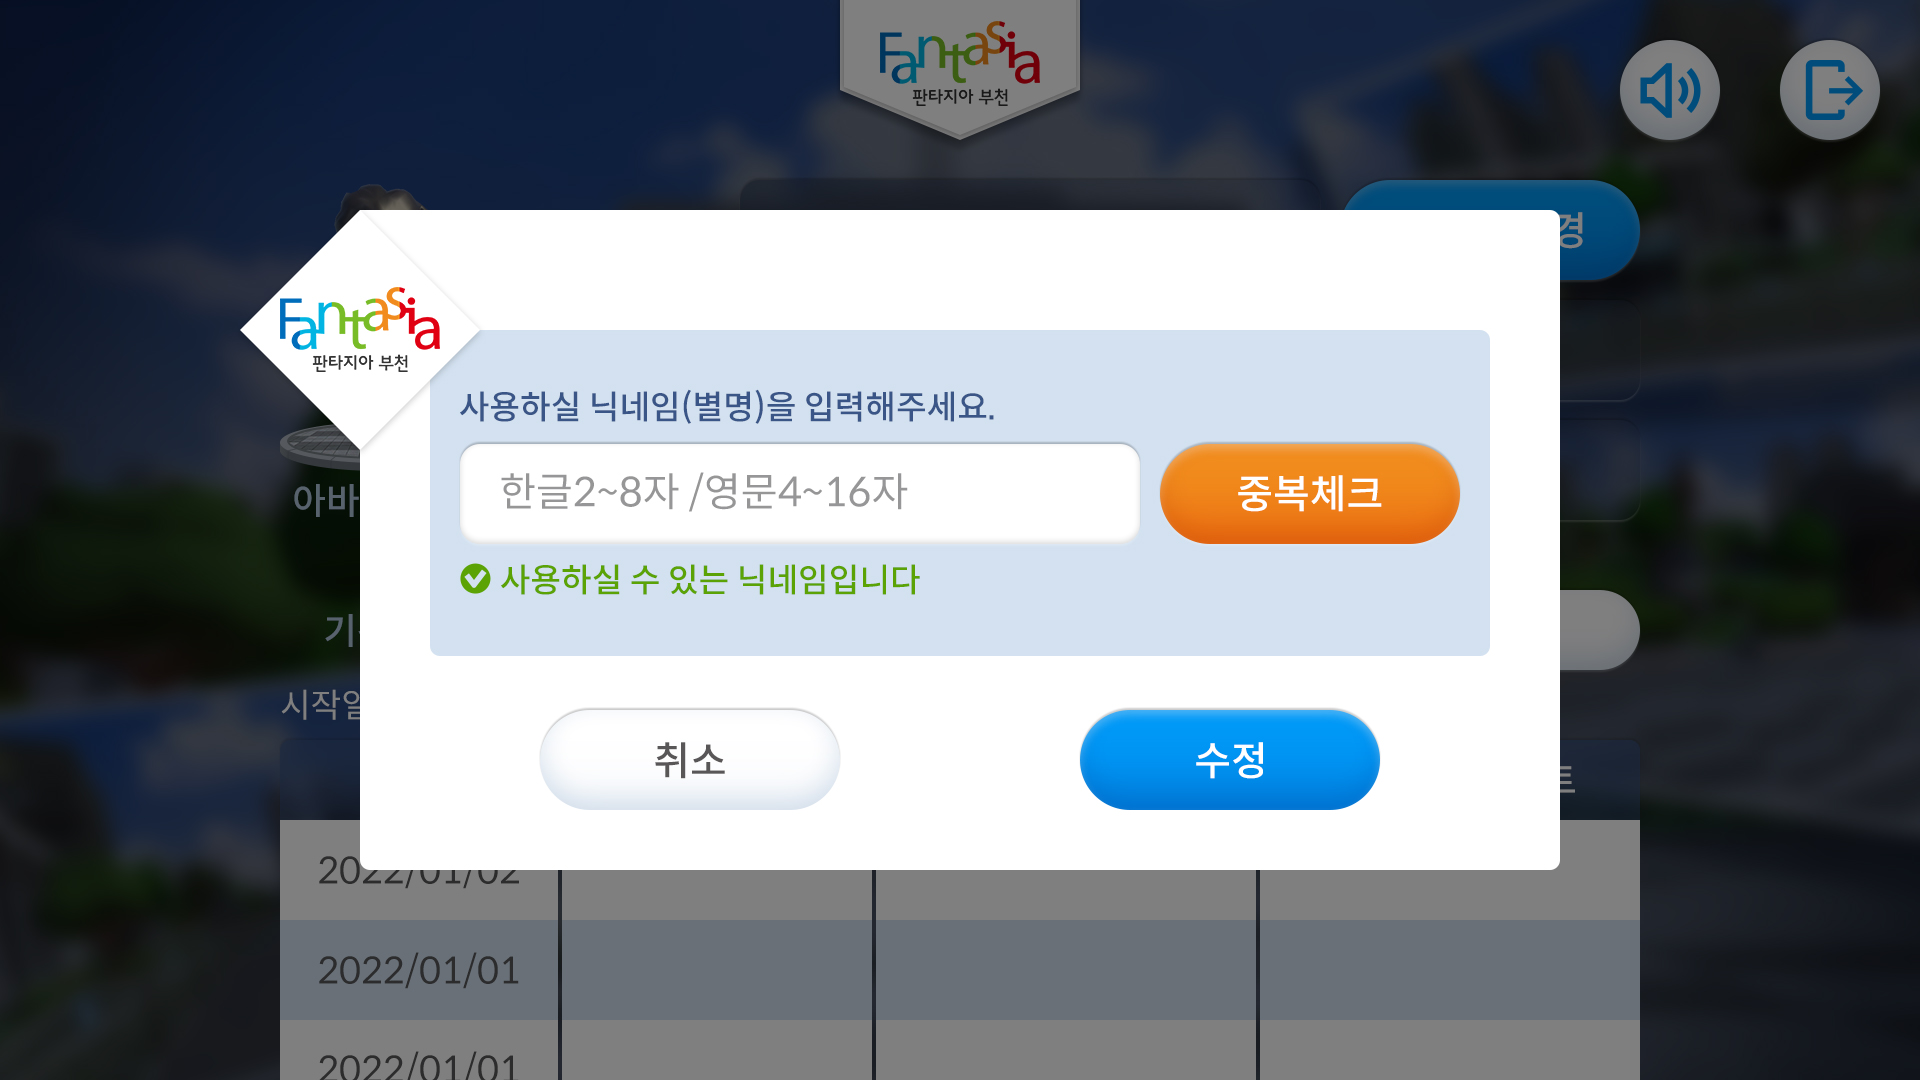 Fantasia
판타지아 부천
경
Fantasia
판타지아 부천
사용하실 닉네임(별명)을 입력해주세요.
한글2~8자 /영문4~16자
중복체크
사용하실 수 있는 닉네임입니다
아바
기
시작일
취소
수정
트
2022/01/02
2022/01/01
2022/01/01